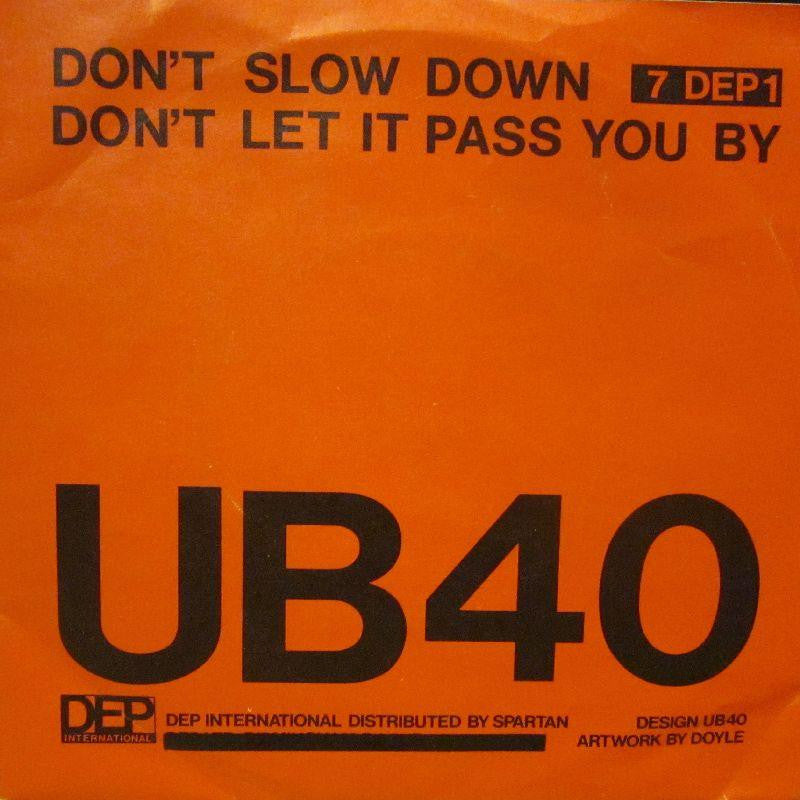 DON'T SLOW DOWN 7 DEP1
DON'T LET IT PASS YOU BY
UB40
DEP
INTERNATIONAL
DEP INTERNATIONAL DISTRIBUTED BY SPARTAN
DESIGN UB40
ARTWORK BY DOYLE